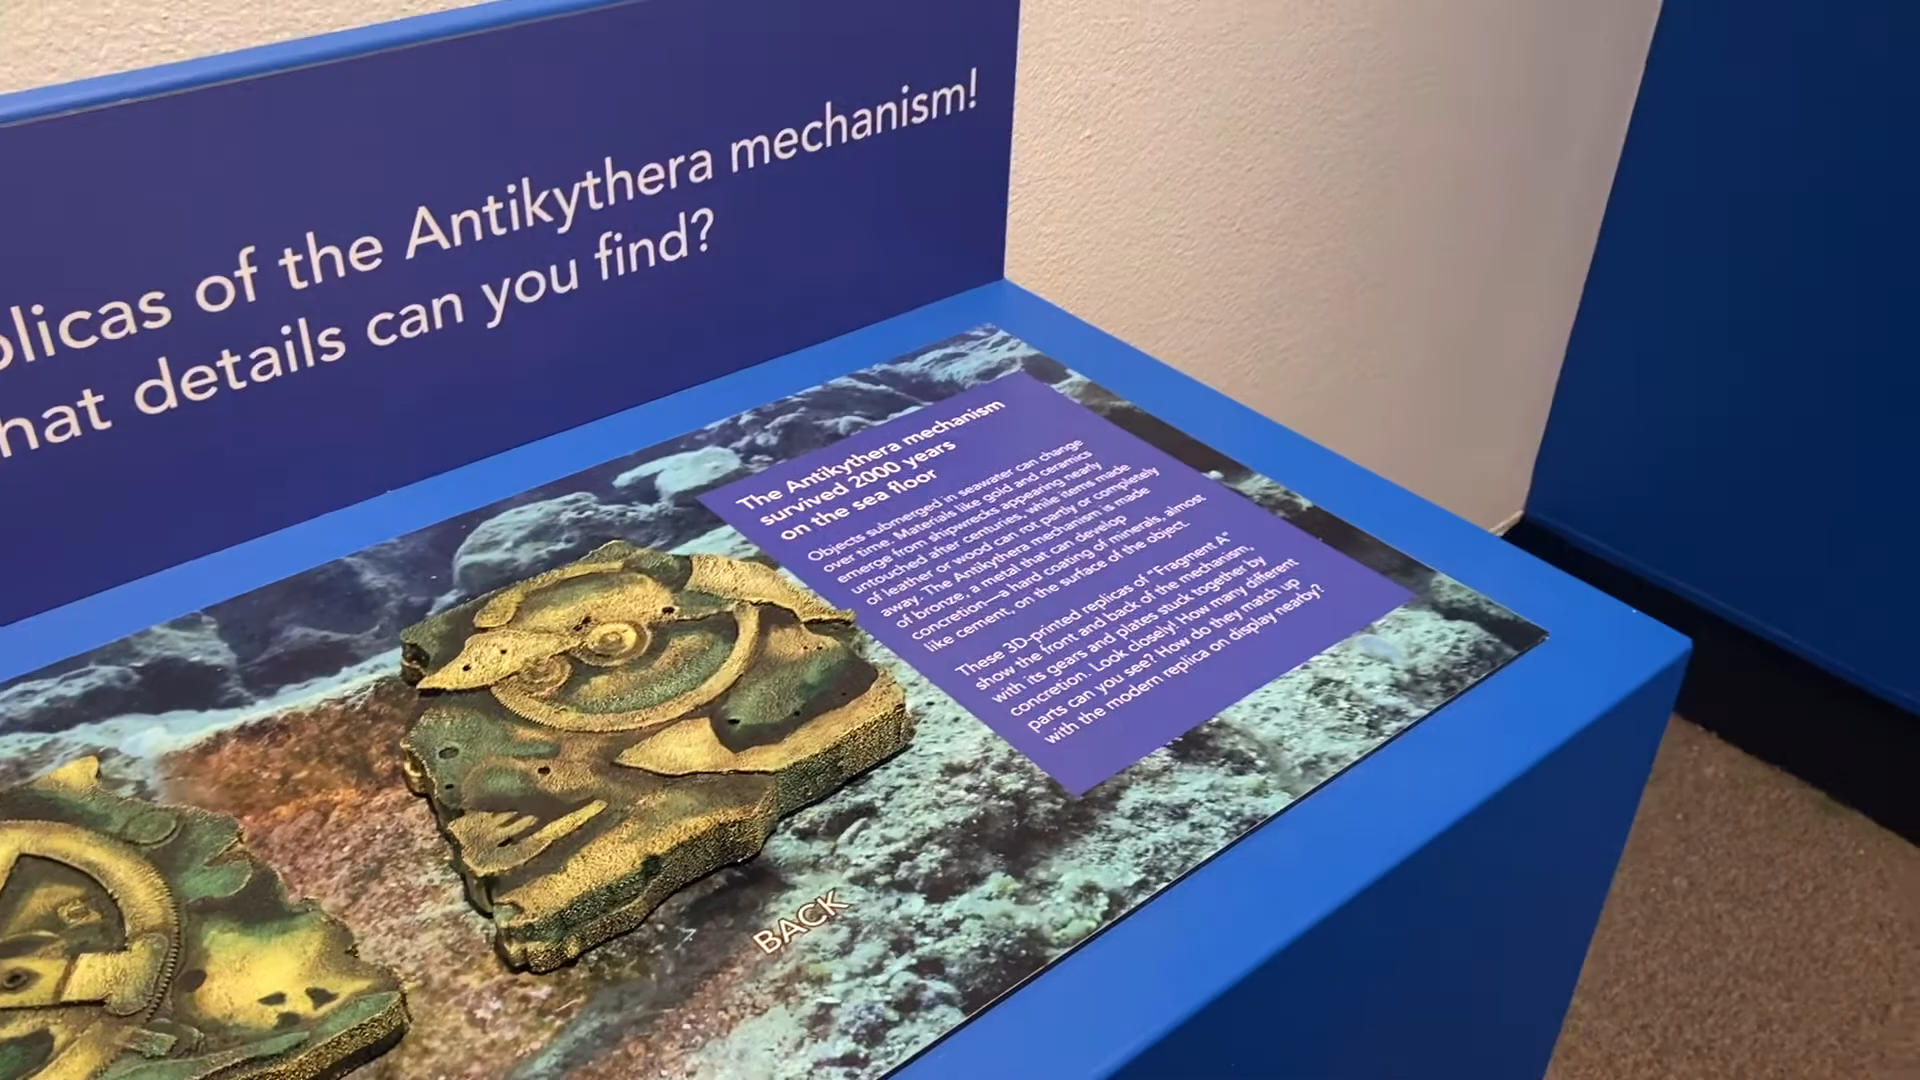 plicas of the Antikythera mechanism!
hat details can you find?
The Antikythera mechanism
survived 2000 years
on the sea floor
Objects submerged in seawater can change
over time. Materials like gold and ceramics
emerge from shipwrecks appearing nearly
untouched after centuries, while items made
of leather or wood can rot partly or completely
away. The Antikythera mechanism is made
of bronze, a metal that can develop
concretion—a hard coating of minerals, almost
like cement, on the surface of the object.
These 3D-printed replicas of "Fragment A"
show the front and back of the mechanism,
with its gears and plates stuck together by
concretion. Look closely! How many different
parts can you see? How do they match up
with the modern replica on display nearby?
BACK